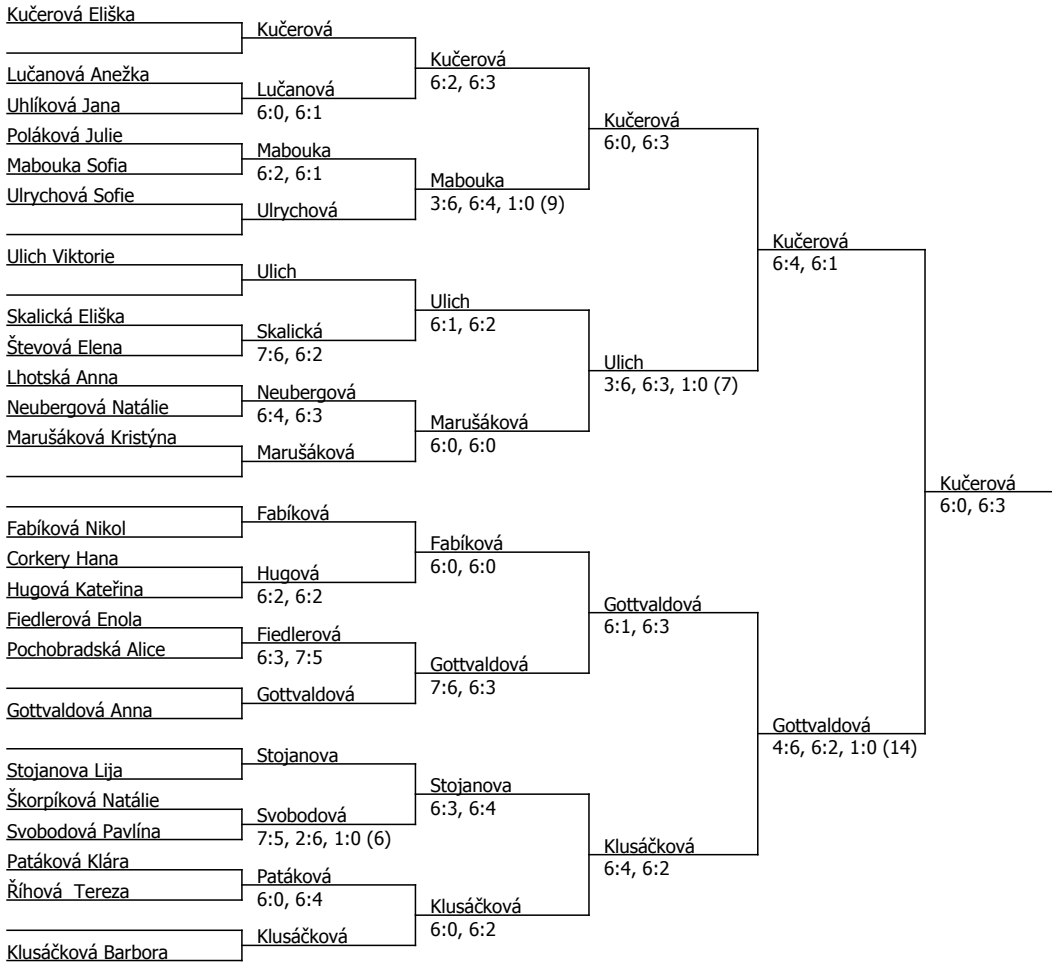 Kučerová Eliška
Lučanová Anežka
Uhlíková Jana
Poláková Julie
Mabouka Sofia
Ulrychová Sofie
Ulich Viktorie
Skalická Eliška
Števová Elena
Lhotská Anna
Neubergová Natálie
Marušáková Kristýna
Fabíková Nikol
Corkery Hana
Hugová Kateřina
Fiedlerová Enola
Pochobradská Alice
Gottvaldová Anna
Stojanova Lija
Škorpíková Natálie
Svobodová Pavlína
Patáková Klára
Říhová  Tereza
Klusáčková Barbora
Kučerová
Lučanová
6:0, 6:1
Mabouka
6:2, 6:1
Ulrychová
Ulich
Skalická
7:6, 6:2
Neubergová
6:4, 6:3
Marušáková
Fabíková
Hugová
6:2, 6:2
Fiedlerová
6:3, 7:5
Gottvaldová
Stojanova
Svobodová
7:5, 2:6, 1:0 (6)
Patáková
6:0, 6:4
Klusáčková
Kučerová
6:2, 6:3
Mabouka
3:6, 6:4, 1:0 (9)
Ulich
6:1, 6:2
Marušáková
6:0, 6:0
Fabíková
6:0, 6:0
Gottvaldová
7:6, 6:3
Stojanova
6:3, 6:4
Klusáčková
6:0, 6:2
Kučerová
6:0, 6:3
Ulich
3:6, 6:3, 1:0 (7)
Gottvaldová
6:1, 6:3
Klusáčková
6:4, 6:2
Kučerová
6:4, 6:1
Gottvaldová
4:6, 6:2, 1:0 (14)
Kučerová
6:0, 6:3